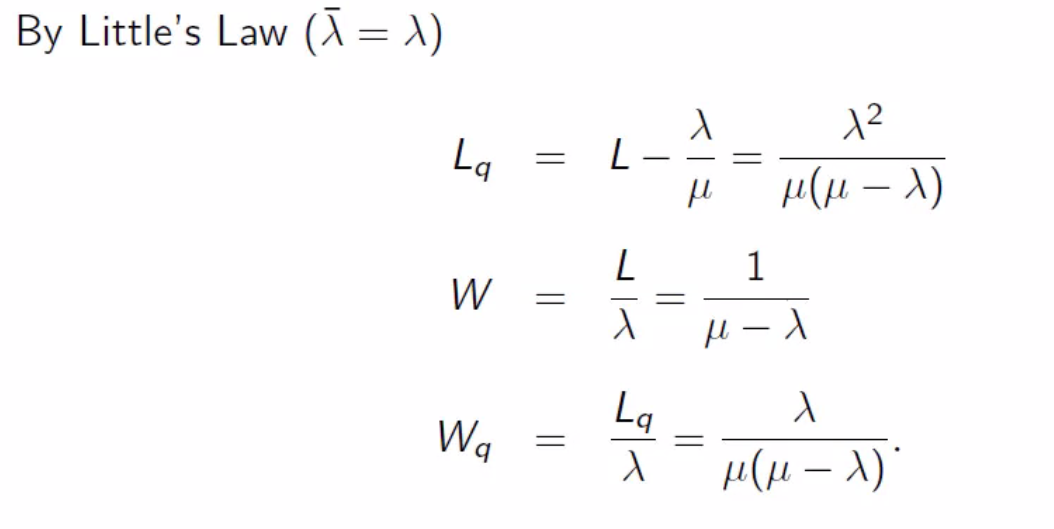 By Little's Law (λ̄ = λ)
L_q = L − λ/μ = λ²/(μ(μ − λ))
W = L/λ = 1/(μ − λ)
W_q = L_q/λ = λ/(μ(μ − λ)).